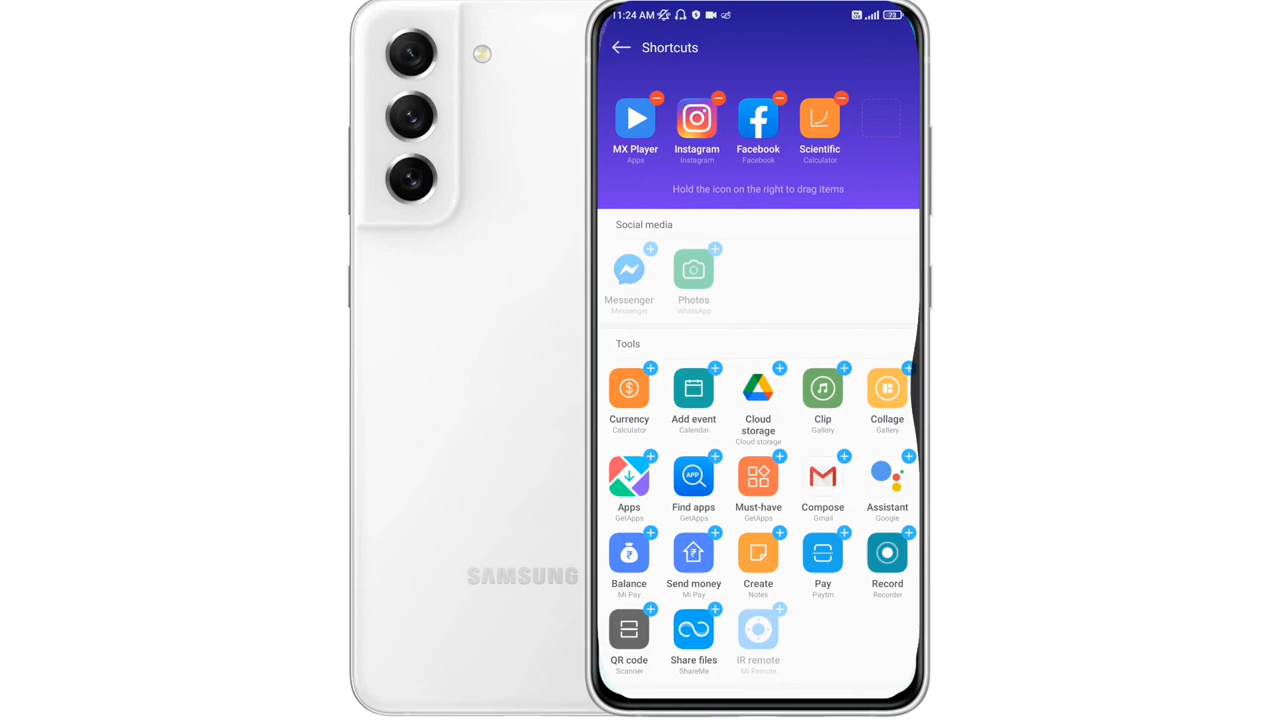 11:24 AM
73
Shortcuts
MX Player Instagram Facebook Scientific
Apps Instagram Facebook Calculator
Hold the icon on the right to drag items
Social media
Messenger Photos
Messenger WhatsApp
Tools
Currency Add event Cloud storage Clip Collage
Calculator Calendar Cloud storage Gallery Gallery
APP
Apps Find apps Must-have Compose Assistant
GetApps GetApps GetApps Gmail Google
Balance Send money Create Pay Record
Mi Pay Mi Pay Notes Paytm Recorder
SAMSUNG
QR code Share files IR remote
Scanner ShareMe Mi Remote